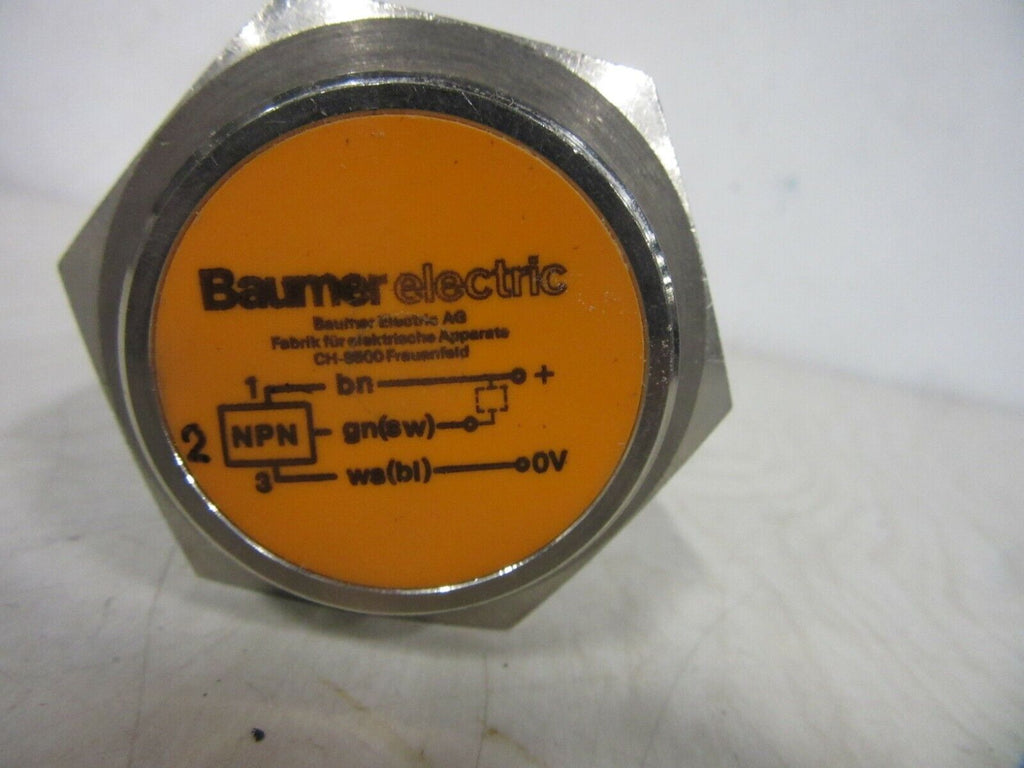 Baumer electric
Baumer Electric AG
Fabrik für elektrische Apparate
CH-8500 Frauenfeld
1 bn +
2 NPN gn(sw)
3 ws(bl) 0V